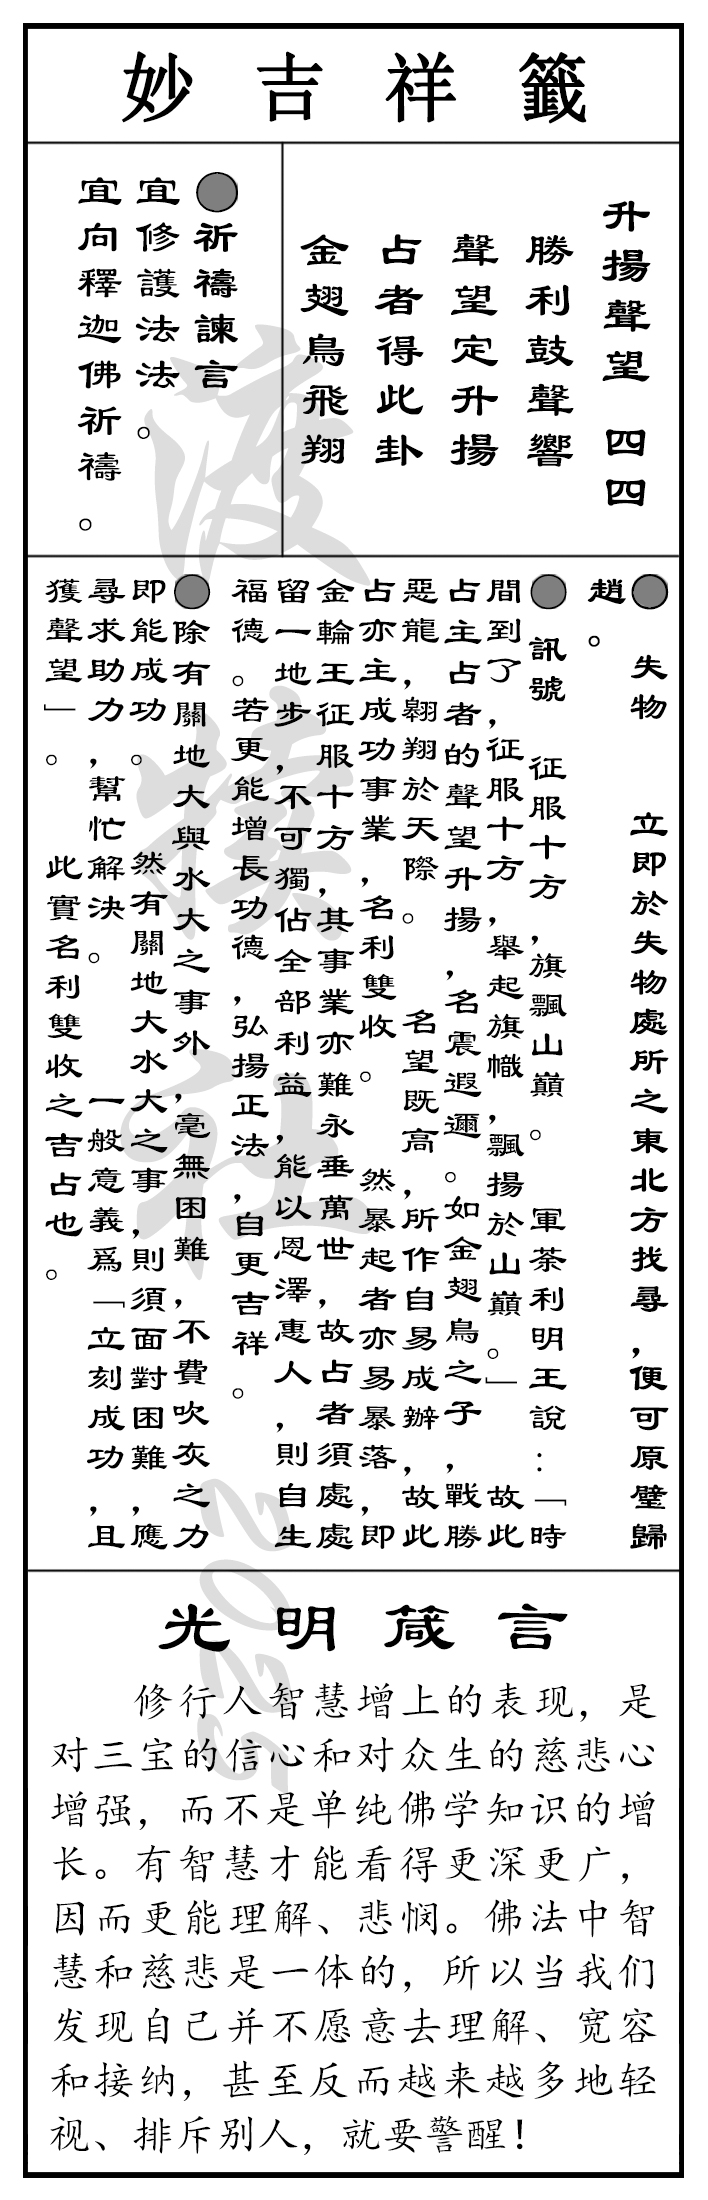 妙吉祥籤
升揚聲望 四四
勝利鼓聲響
聲望定升揚
占者得此卦
金翅鳥飛翔
●祈禱諫言
宜修護法法。
宜向釋迦佛祈禱。
● 失物 立即於失物處所之東北方找尋，便可原璧歸
趙。
● 訊號 征服十方，旗飄山巔。 軍荼利明王說：「時
間到了，征服十方，舉起旗幟，飄揚於山巔。」 故此
占主占者的聲望升揚，名震遐邇。如金翅鳥之子，戰勝
惡龍，翱翔於天際。 名望既高，所作自易成辦，故此
占亦主成功事業，名利雙收。 然暴起者亦易暴落，即
金輪王征服十方，其事業亦難永垂萬世，故占者須處處
留一地步，不可獨佔全部利益，能以恩澤惠人，則自生
福德。若更能增長功德，弘揚正法，自更吉祥。
●除有關地大與水大之事外，毫無困難，不費吹灰之力
即能成功。 然有關地大水大之事，則須面對困難，應
尋求助力，幫忙解決。 一般意義爲「立刻成功，且
獲聲望」。 此實名利雙收之吉占也。
光明箴言
修行人智慧增上的表现，是
对三宝的信心和对众生的慈悲心
增强，而不是单纯佛学知识的增
长。有智慧才能看得更深更广，
因而更能理解、悲悯。佛法中智
慧和慈悲是一体的，所以当我们
发现自己并不愿意去理解、宽容
和接纳，甚至反而越来越多地轻
视、排斥别人，就要警醒！
2025